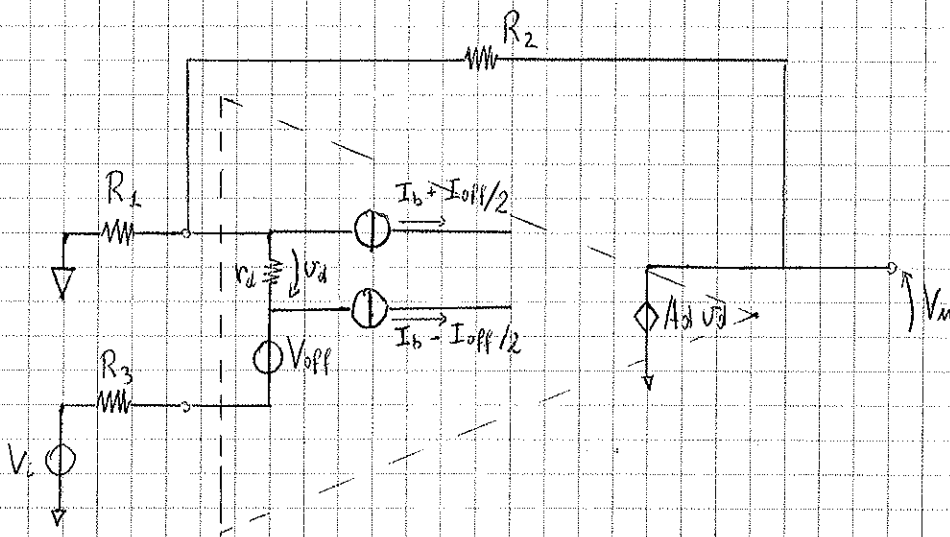 R2
R1
Ib + Ioff/2
rd
vd
Ib - Ioff/2
Voff
Ad vd
R3
Vi
Vu